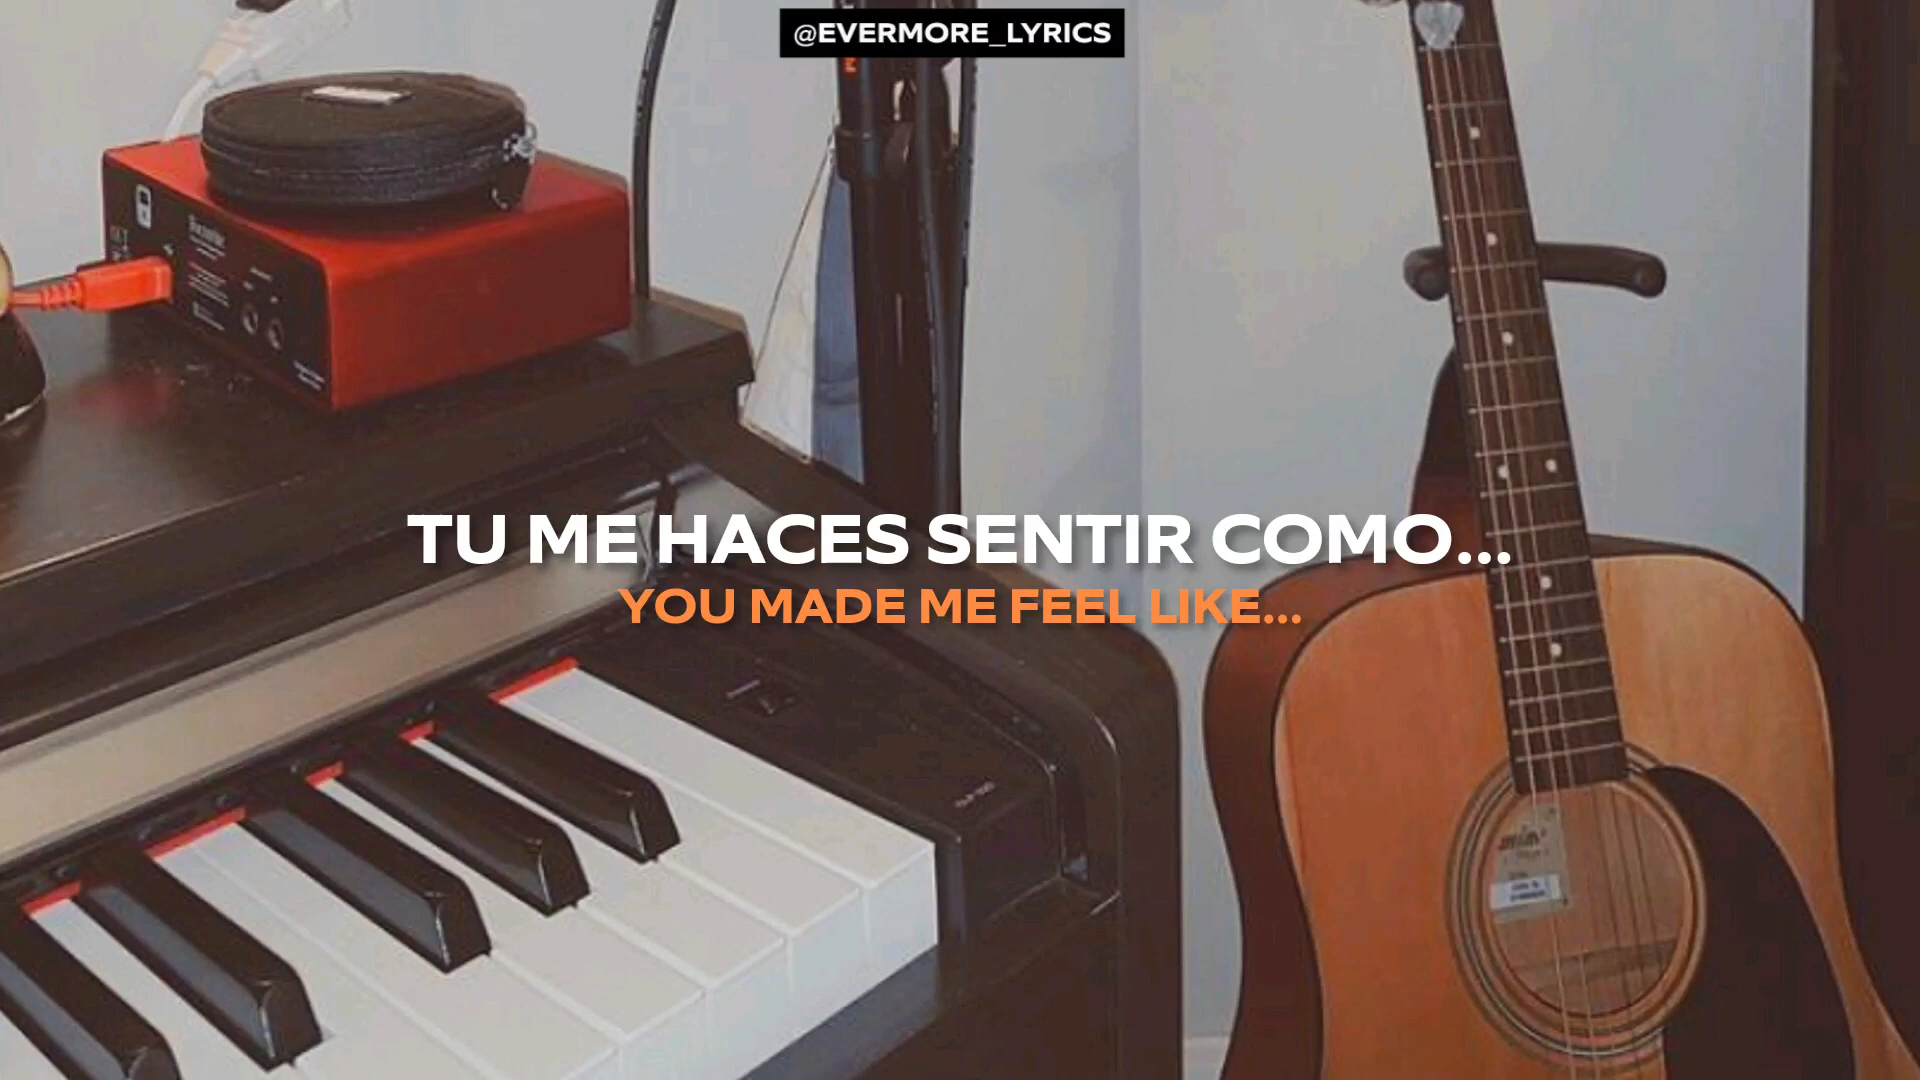 @EVERMORE_LYRICS
TU ME HACES SENTIR COMO...
YOU MADE ME FEEL LIKE...